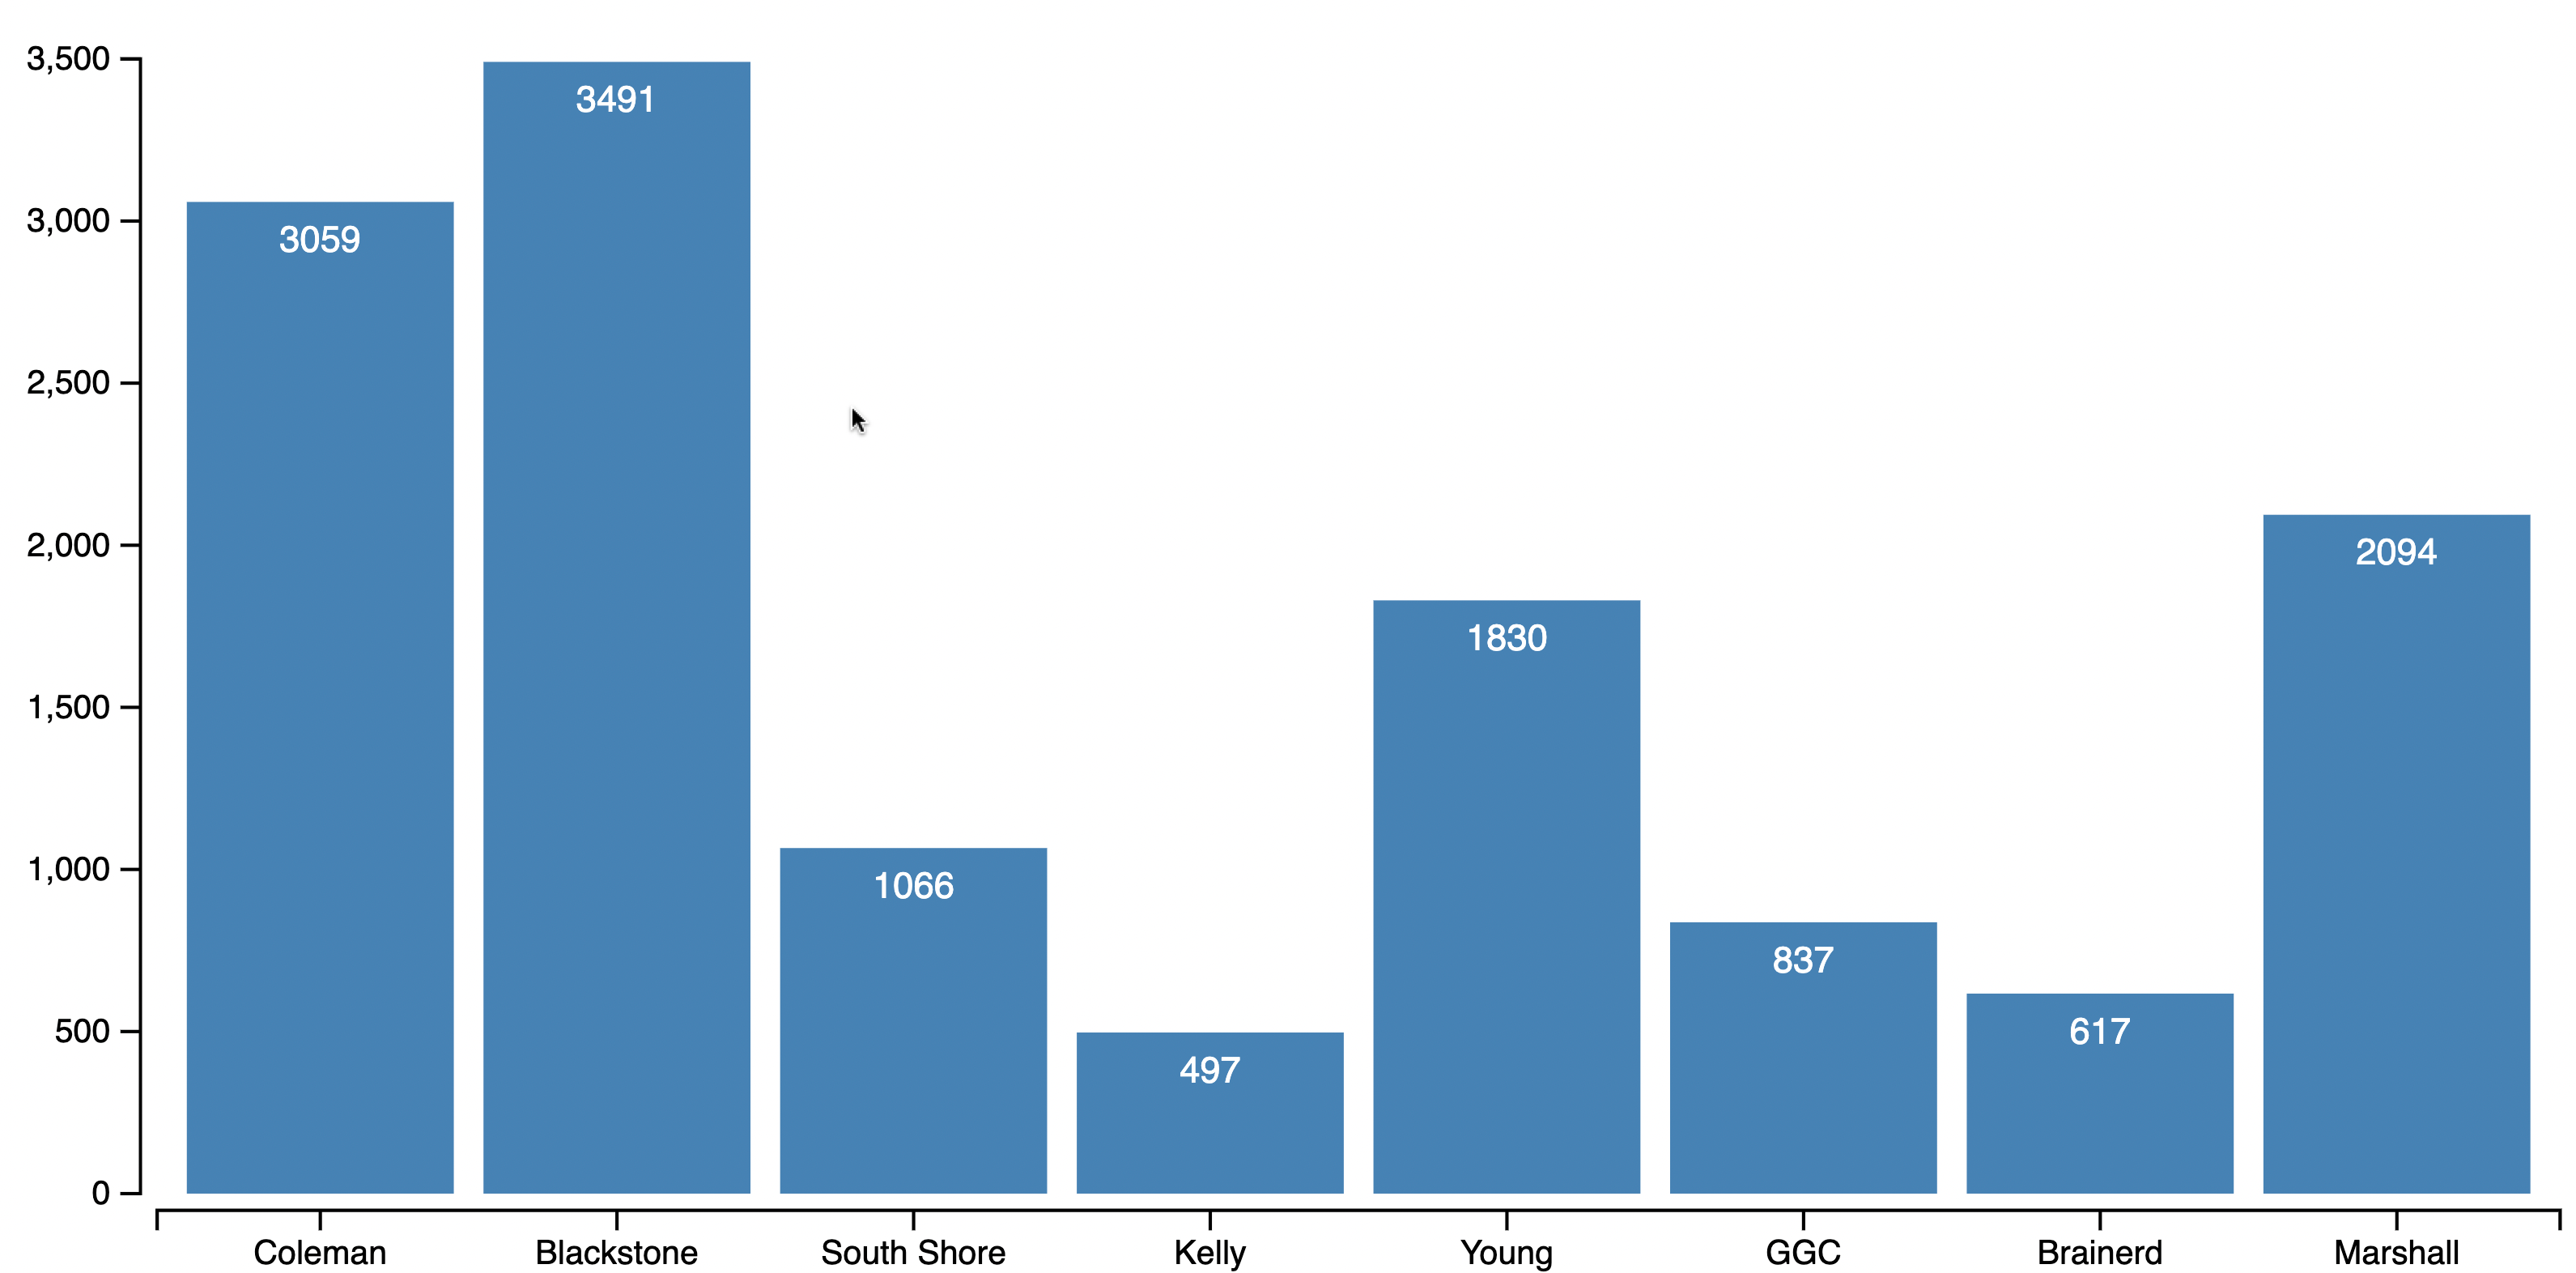 3,500
3,000
2,500
2,000
1,500
1,000
500
0
3059
3491
1066
497
1830
837
617
2094
Coleman
Blackstone
South Shore
Kelly
Young
GGC
Brainerd
Marshall